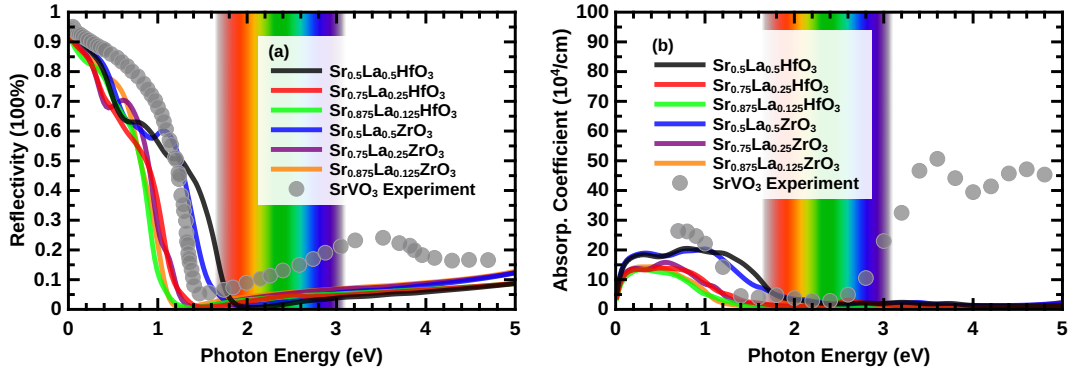 (a)
Sr0.5La0.5HfO3
Sr0.75La0.25HfO3
Sr0.875La0.125HfO3
Sr0.5La0.5ZrO3
Sr0.75La0.25ZrO3
Sr0.875La0.125ZrO3
SrVO3 Experiment
Reflectivity (100%)
1
0.9
0.8
0.7
0.6
0.5
0.4
0.3
0.2
0.1
0
0 1 2 3 4 5
Photon Energy (eV)
(b)
Sr0.5La0.5HfO3
Sr0.75La0.25HfO3
Sr0.875La0.125HfO3
Sr0.5La0.5ZrO3
Sr0.75La0.25ZrO3
Sr0.875La0.125ZrO3
SrVO3 Experiment
Absorp. Coefficient (10^4/cm)
100
90
80
70
60
50
40
30
20
10
0
0 1 2 3 4 5
Photon Energy (eV)